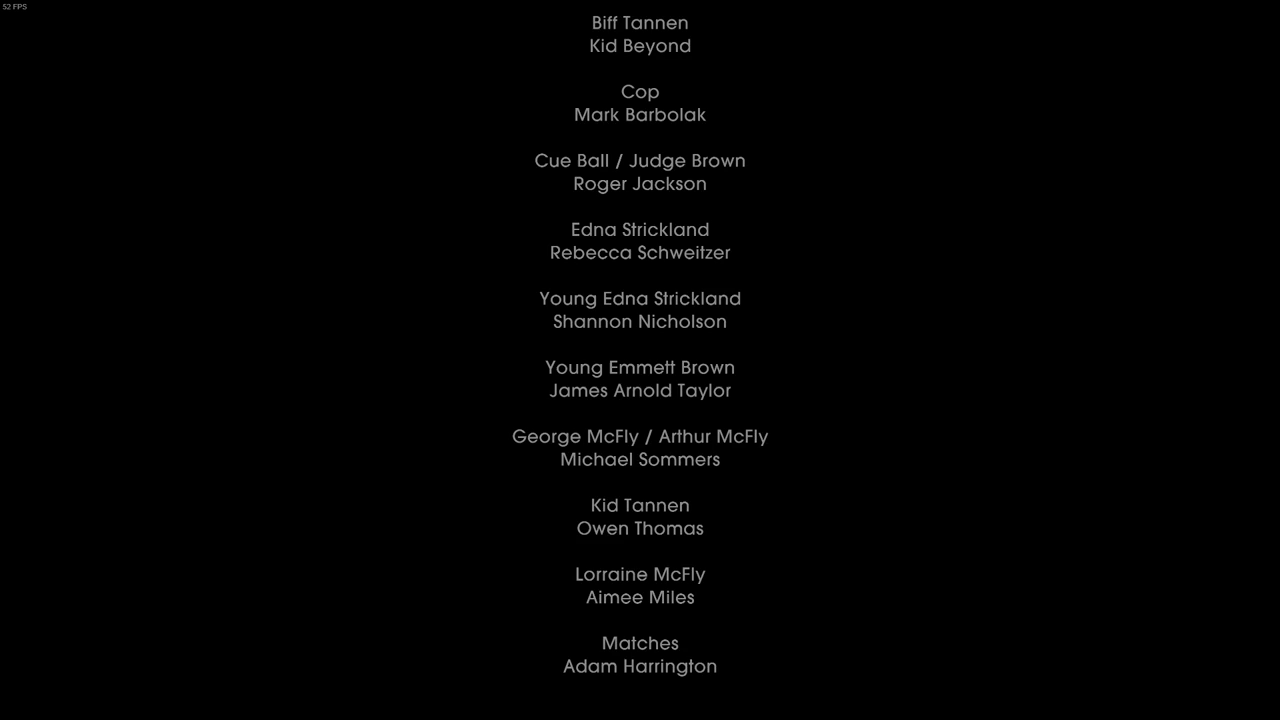 52 FPS
Biff Tannen
Kid Beyond
Cop
Mark Barbolak
Cue Ball / Judge Brown
Roger Jackson
Edna Strickland
Rebecca Schweitzer
Young Edna Strickland
Shannon Nicholson
Young Emmett Brown
James Arnold Taylor
George McFly / Arthur McFly
Michael Sommers
Kid Tannen
Owen Thomas
Lorraine McFly
Aimee Miles
Matches
Adam Harrington